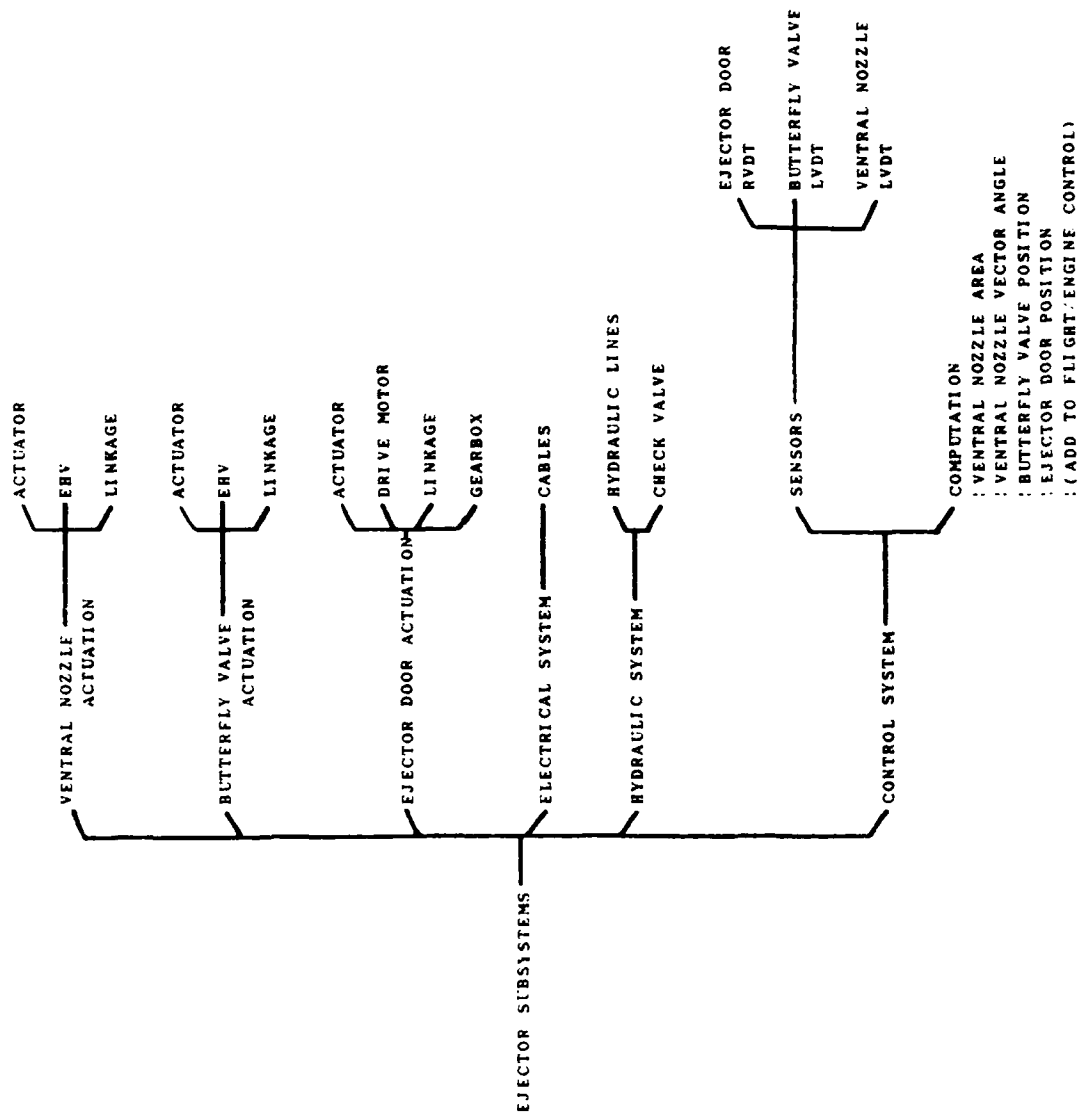 EJECTOR SUBSYSTEMS
VENTRAL NOZZLE
ACTUATION
ACTUATOR
EHV
LINKAGE
BUTTERFLY VALVE
ACTUATION
ACTUATOR
EHV
LINKAGE
EJECTOR DOOR ACTUATION
ACTUATOR
DRIVE MOTOR
LINKAGE
GEARBOX
ELECTRICAL SYSTEM
CABLES
HYDRAULIC SYSTEM
HYDRAULIC LINES
CHECK VALVE
CONTROL SYSTEM
SENSORS
EJECTOR DOOR
RVDT
BUTTERFLY VALVE
LVDT
VENTRAL NOZZLE
LVDT
COMPUTATION
: VENTRAL NOZZLE AREA
: VENTRAL NOZZLE VECTOR ANGLE
: BUTTERFLY VALVE POSITION
: EJECTOR DOOR POSITION
: (ADD TO FLIGHT/ENGINE CONTROL)